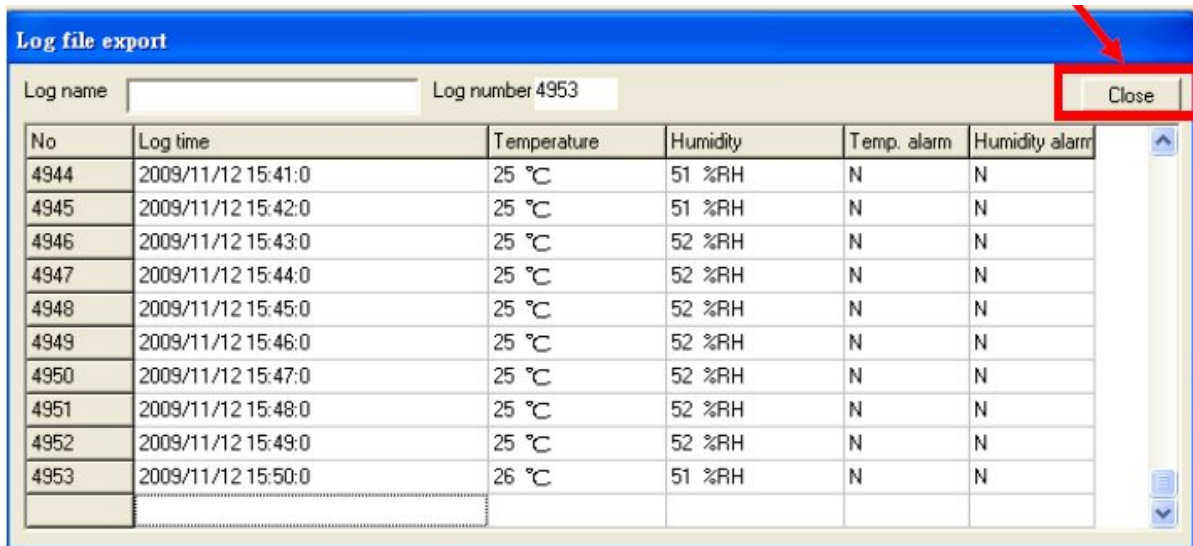 Log file export
Log name Log number 4953 Close
No Log time Temperature Humidity Temp. alarm Humidity alarm
4944 2009/11/12 15:41:0 25 ℃ 51 %RH N N
4945 2009/11/12 15:42:0 25 ℃ 51 %RH N N
4946 2009/11/12 15:43:0 25 ℃ 52 %RH N N
4947 2009/11/12 15:44:0 25 ℃ 52 %RH N N
4948 2009/11/12 15:45:0 25 ℃ 52 %RH N N
4949 2009/11/12 15:46:0 25 ℃ 52 %RH N N
4950 2009/11/12 15:47:0 25 ℃ 52 %RH N N
4951 2009/11/12 15:48:0 25 ℃ 52 %RH N N
4952 2009/11/12 15:49:0 25 ℃ 52 %RH N N
4953 2009/11/12 15:50:0 26 ℃ 51 %RH N N